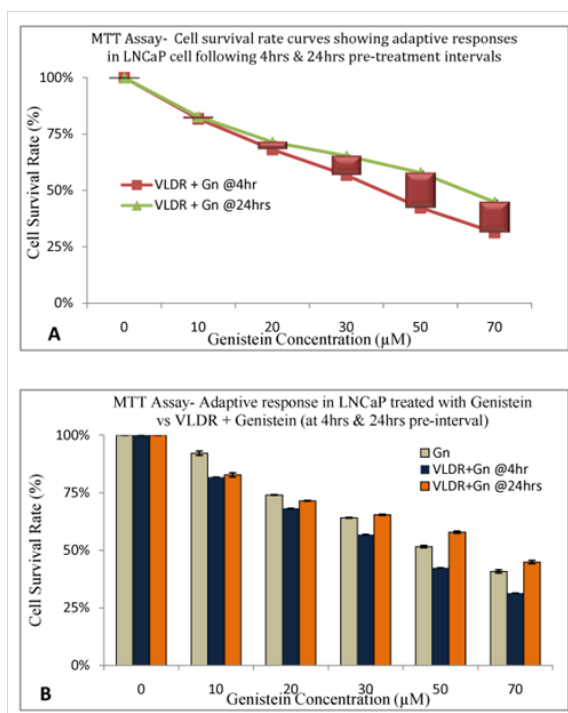 MTT Assay- Cell survival rate curves showing adaptive responses
in LNCaP cell following 4hrs & 24hrs pre-treatment intervals
100%
75%
50%
25%
0%
Cell Survival Rate (%)
VLDR + Gn @4hr
VLDR + Gn @24hrs
A
0 10 20 30 50 70
Genistein Concentration (µM)
MTT Assay- Adaptive response in LNCaP treated with Genistein
vs VLDR + Genistein (at 4hrs & 24hrs pre-interval)
100%
75%
50%
25%
0%
Cell Survival Rate (%)
Gn
VLDR+Gn @4hr
VLDR+Gn @24hrs
0 10 20 30 50 70
B
Genistein Concentration (µM)